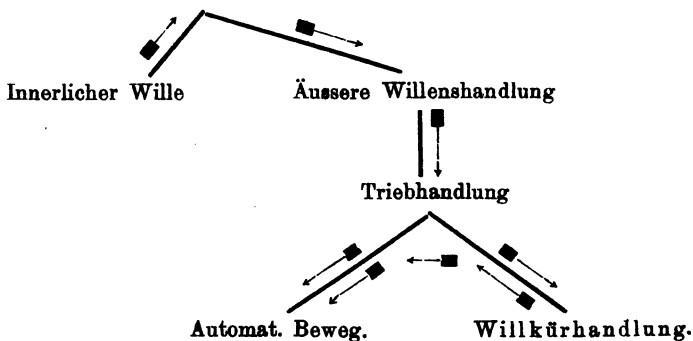 Innerlicher Wille Äussere Willenshandlung
Triebhandlung
Automat. Beweg. Willkürhandlung.